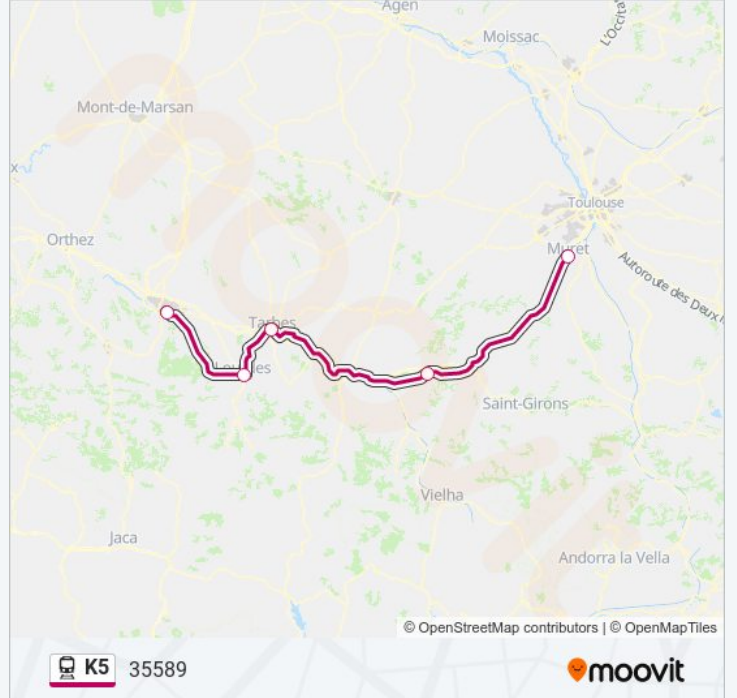 Agen
L'Occita
Moissac
Mont-de-Marsan
x
Toulouse
Orthez
Muret
Autoroute des Deux
Tarbes
Lourdes
Saint-Girons
Vielha
Jaca
Andorra la Vella
© OpenStreetMap contributors | © OpenMapTiles
K5 35589
moovit